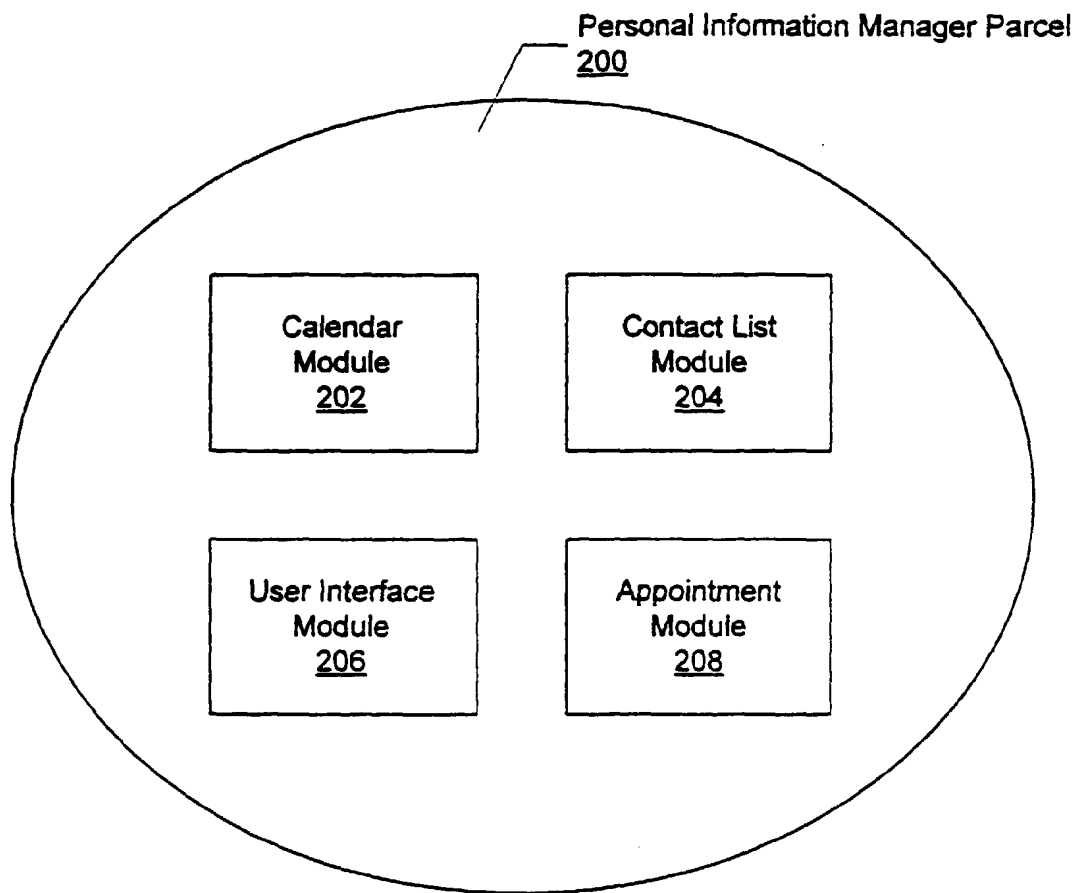 Personal Information Manager Parcel
200
Calendar
Module
202
Contact List
Module
204
User Interface
Module
206
Appointment
Module
208